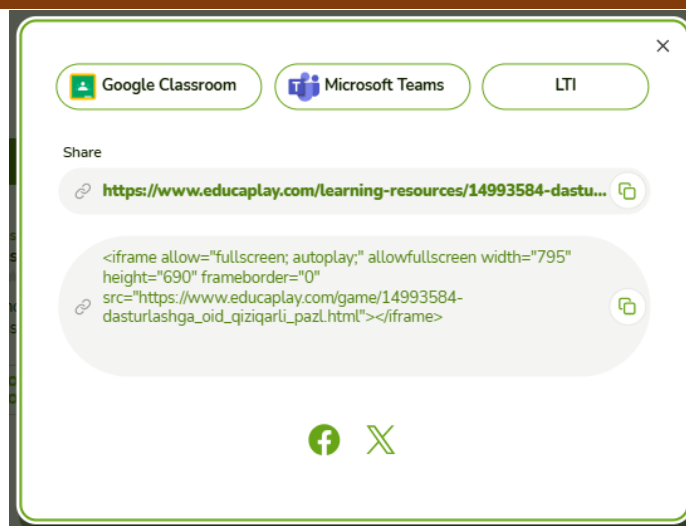 Google Classroom
Microsoft Teams
LTI
Share
https://www.educaplay.com/learning-resources/14993584-dastu...
<iframe allow="fullscreen; autoplay;" allowfullscreen width="795"
height="690" frameborder="0"
src="https://www.educaplay.com/game/14993584-
dasturlashga_oid_qiziqarli_pazl.html"></iframe>